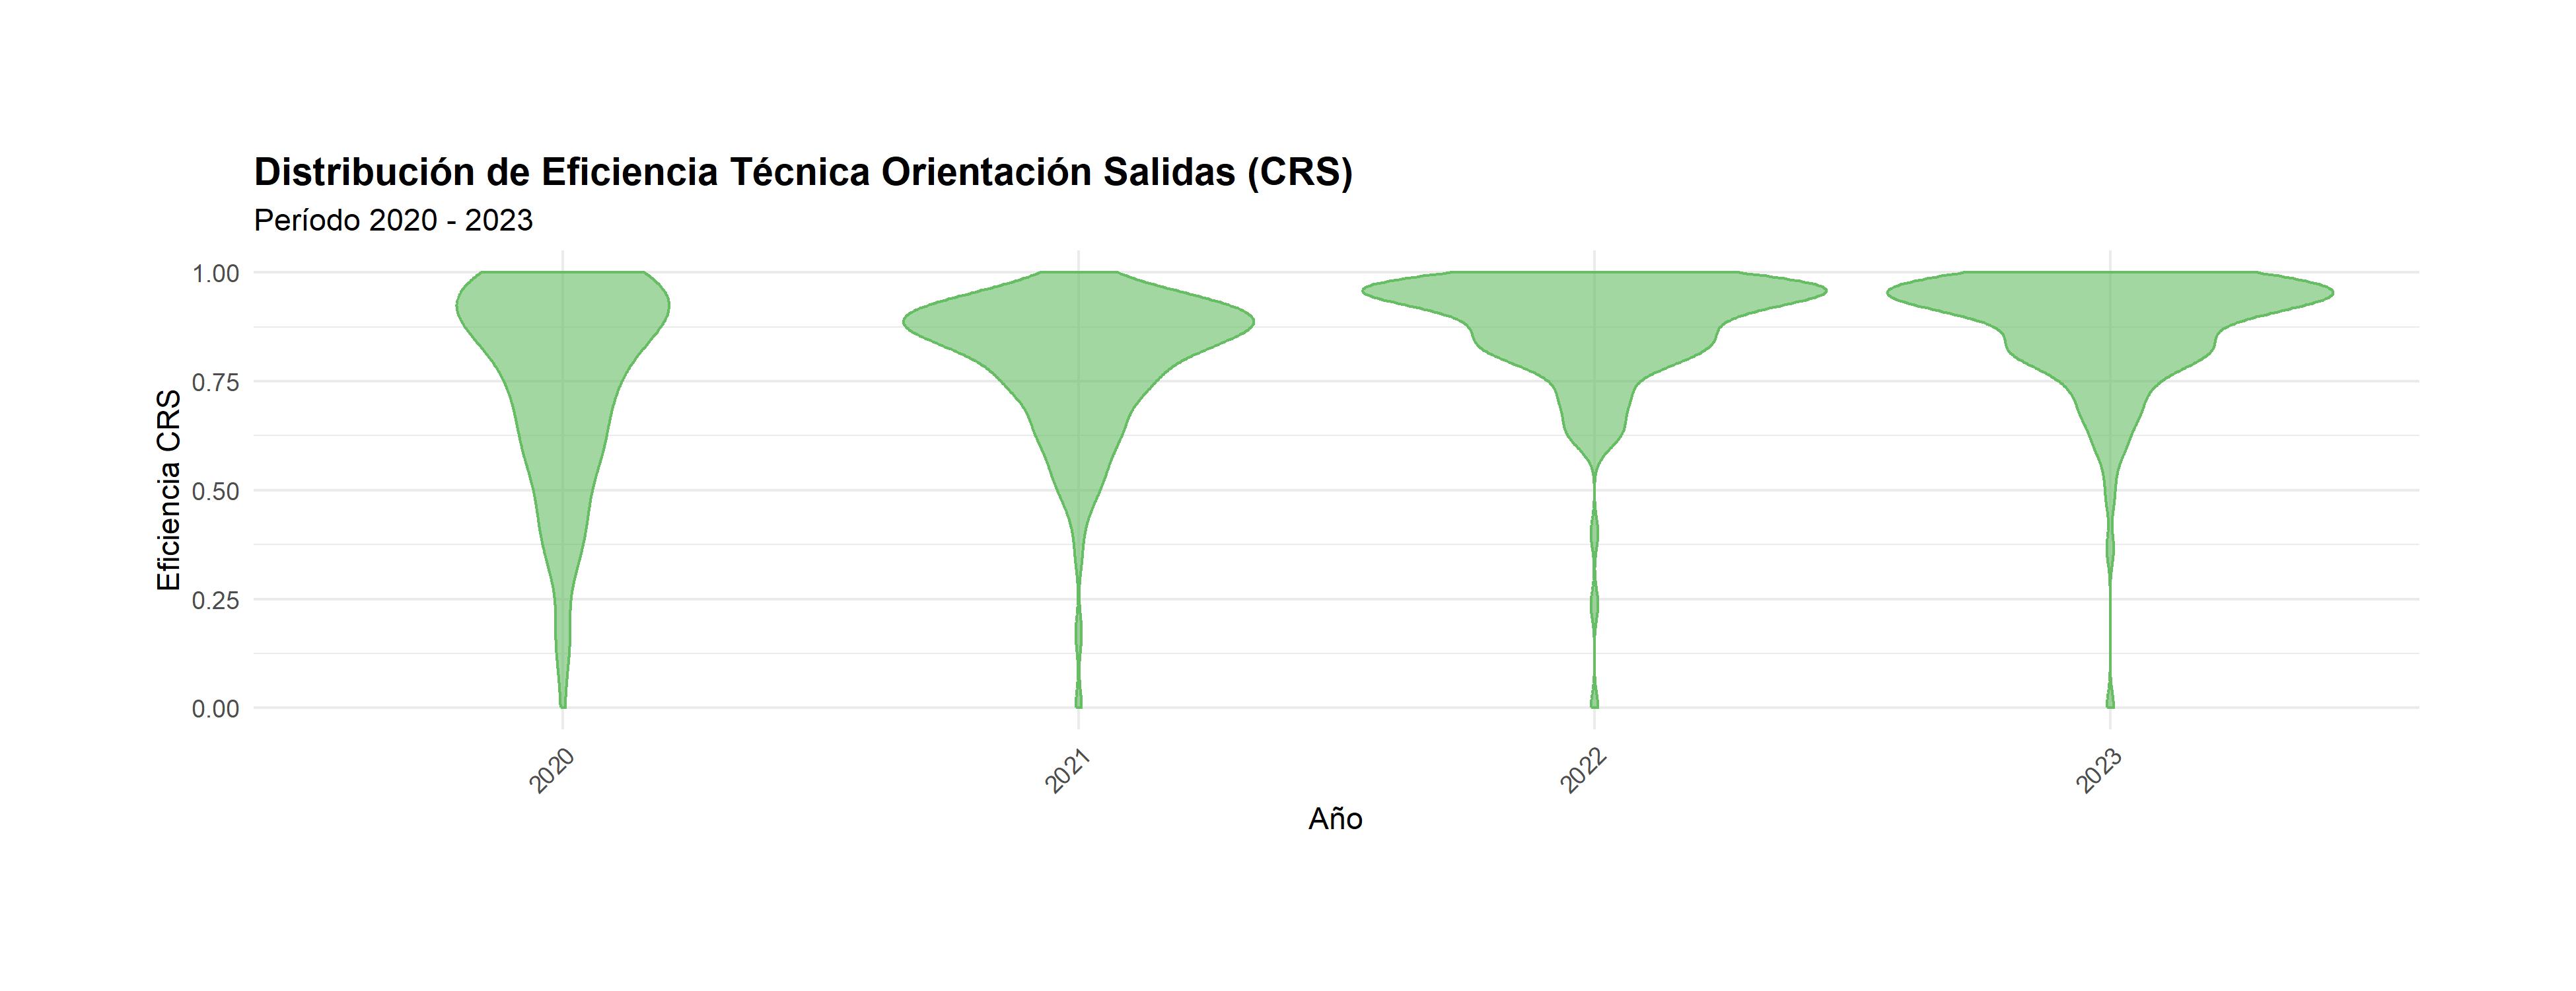 Distribución de Eficiencia Técnica Orientación Salidas (CRS)
Período 2020 - 2023
Eficiencia CRS
1.00
0.75
0.50
0.25
0.00
2020
2021
2022
2023
Año